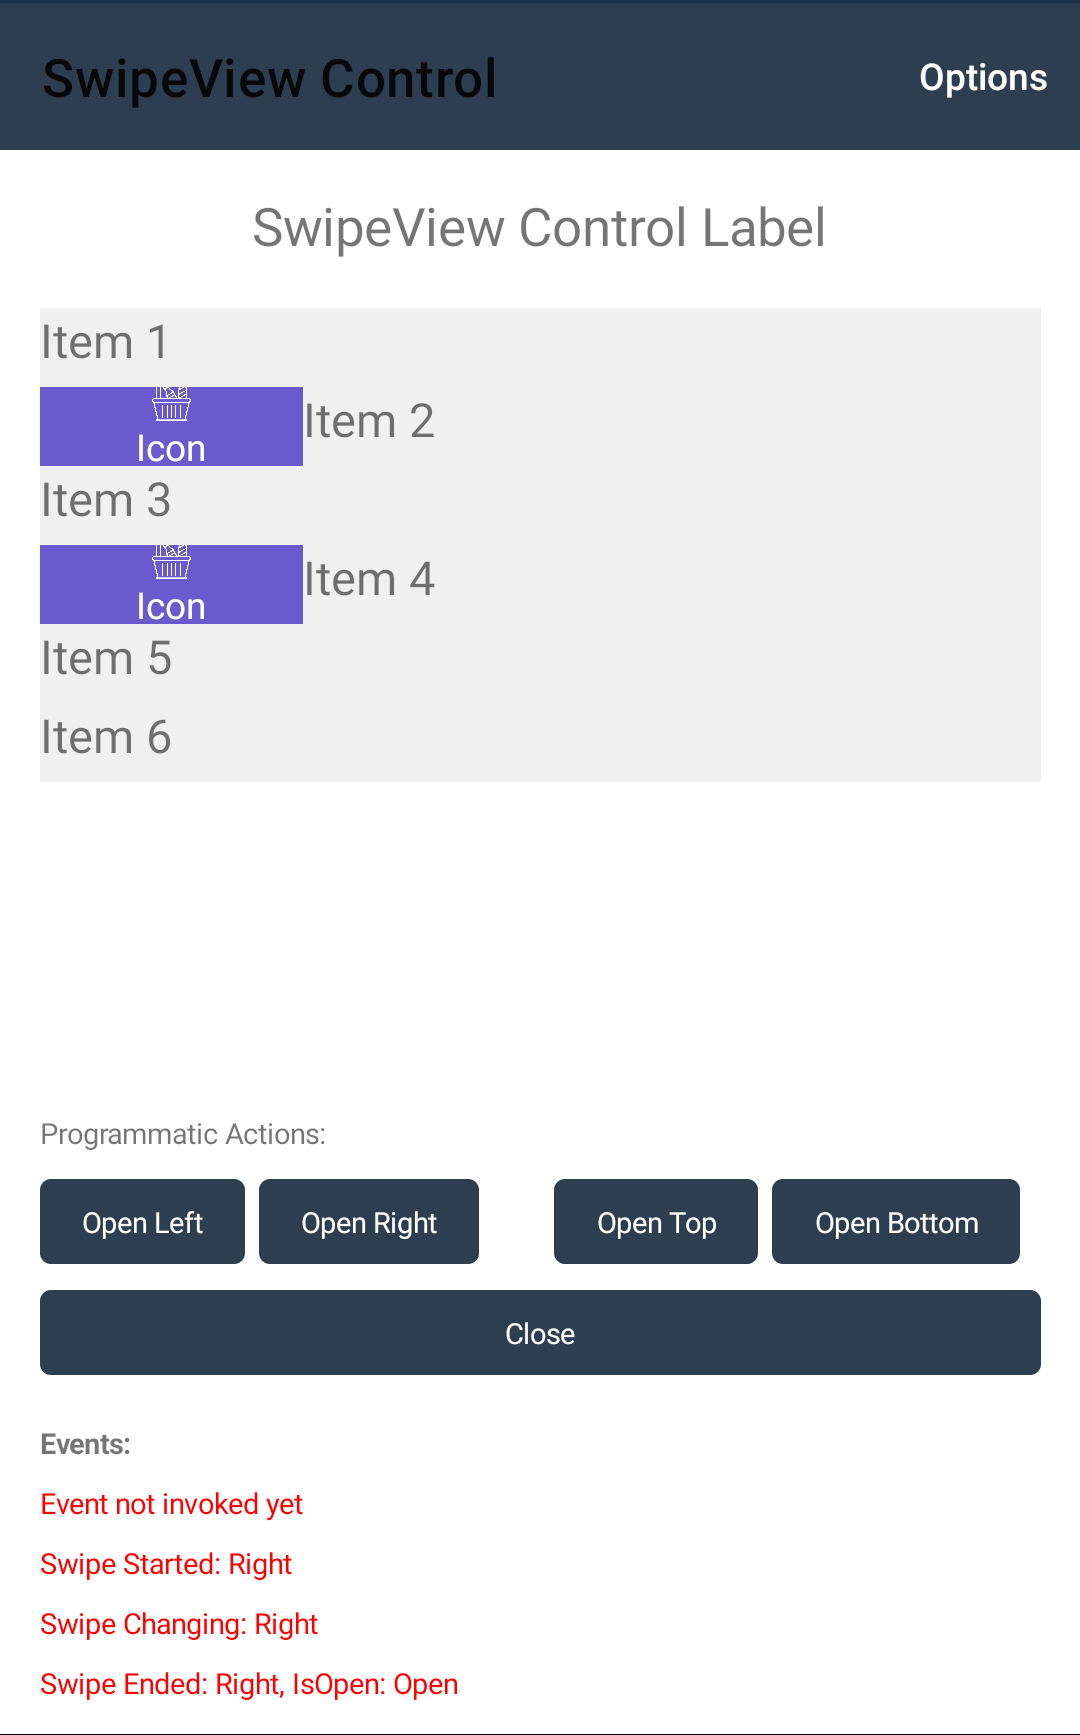 SwipeView Control
Options
SwipeView Control Label
Item 1
Icon
Item 2
Item 3
Icon
Item 4
Item 5
Item 6
Programmatic Actions:
Open Left
Open Right
Open Top
Open Bottom
Close
Events:
Event not invoked yet
Swipe Started: Right
Swipe Changing: Right
Swipe Ended: Right, IsOpen: Open